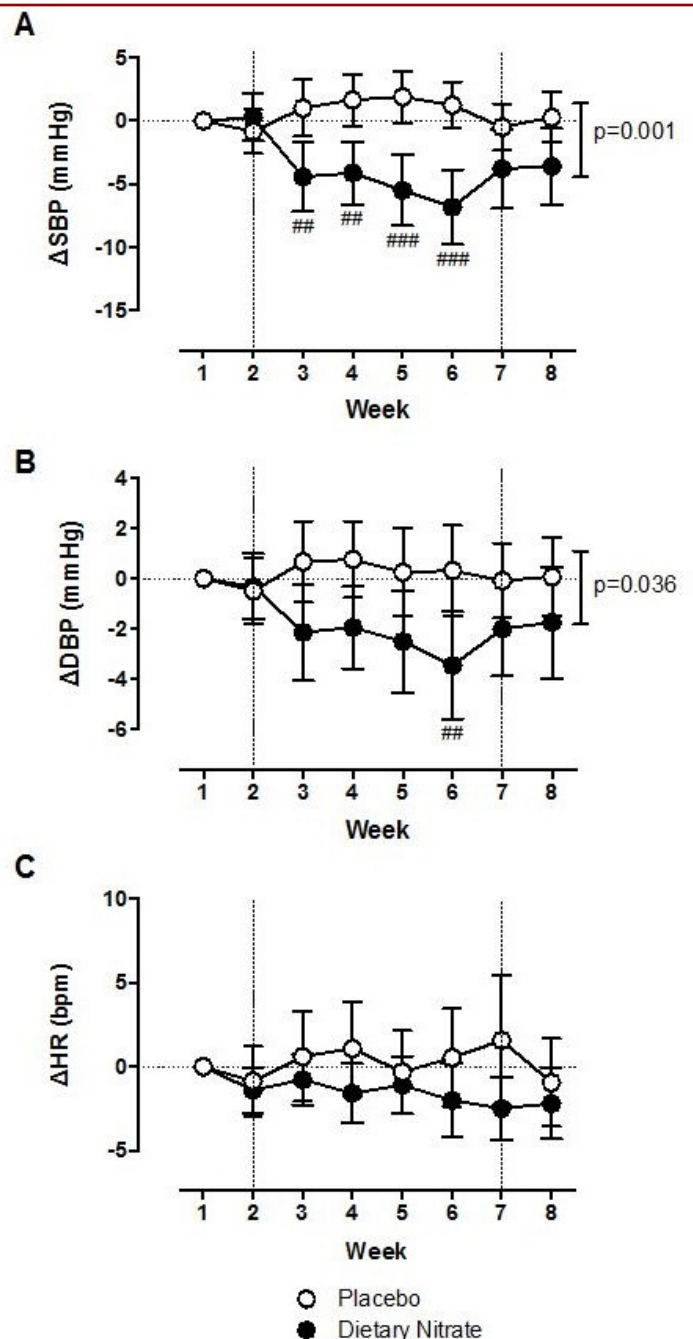 A
5
0
-5
-10
-15
ΔSBP (mmHg)
p=0.001
## ## ### ###
1 2 3 4 5 6 7 8
Week
B
4
2
0
-2
-4
-6
ΔDBP (mmHg)
p=0.036
##
1 2 3 4 5 6 7 8
Week
C
10
5
0
-5
ΔHR (bpm)
1 2 3 4 5 6 7 8
Week
Placebo
Dietary Nitrate